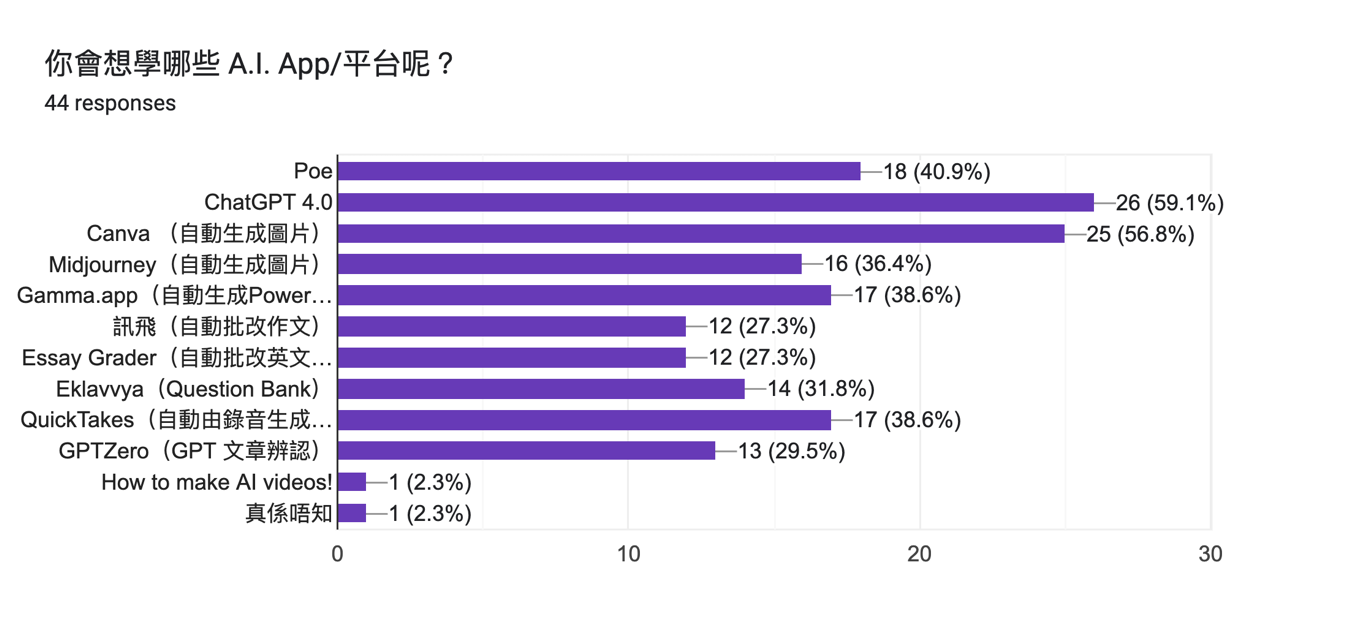 你會想學哪些 A.I. App/平台呢？
44 responses
Poe
18 (40.9%)
ChatGPT 4.0
26 (59.1%)
Canva （自動生成圖片）
25 (56.8%)
Midjourney（自動生成圖片）
16 (36.4%)
Gamma.app（自動生成Power…
17 (38.6%)
訊飛（自動批改作文）
12 (27.3%)
Essay Grader（自動批改英文…
12 (27.3%)
Eklavvya（Question Bank）
14 (31.8%)
QuickTakes（自動由錄音生成…
17 (38.6%)
GPTZero（GPT 文章辨認）
13 (29.5%)
How to make AI videos!
1 (2.3%)
真係唔知
1 (2.3%)
0 10 20 30